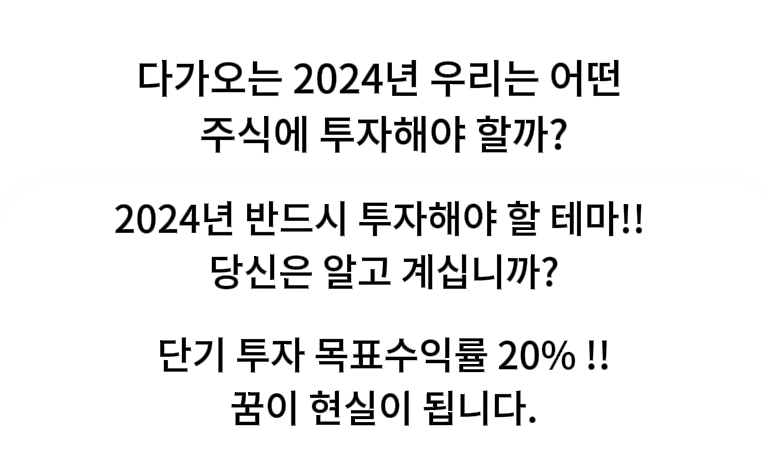 다가오는 2024년 우리는 어떤
주식에 투자해야 할까?
2024년 반드시 투자해야 할 테마!!
당신은 알고 계십니까?
단기 투자 목표수익률 20% !!
꿈이 현실이 됩니다.